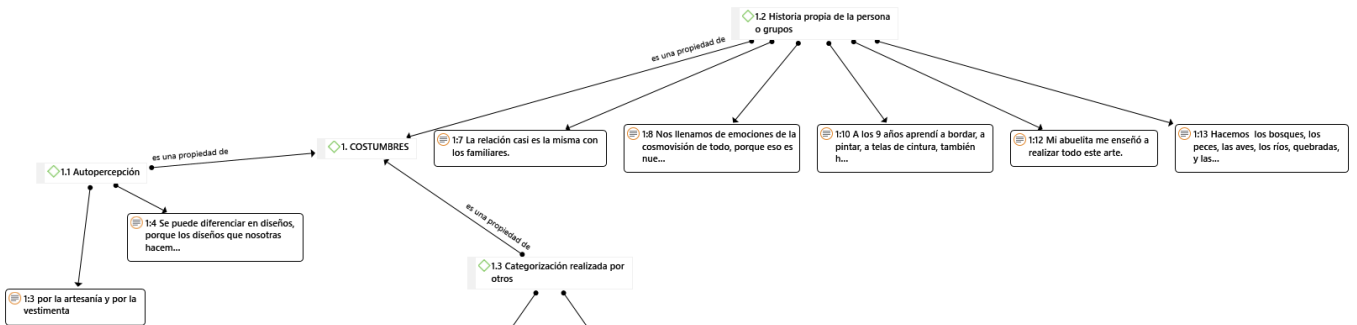 1.2 Historia propia de la persona
o grupos
es una propiedad de
1. COSTUMBRES
1:7 La relación casi es la misma con
los familiares.
1:8 Nos llenamos de emociones de la
cosmovisión de todo, porque eso es
nue...
1:10 A los 9 años aprendí a bordar, a
pintar, a telas de cintura, también
h...
1:12 Mi abuelita me enseñó a
realizar todo este arte.
1:13 Hacemos los bosques, los
peces, las aves, los ríos, quebradas,
y las...
es una propiedad de
1.1 Autopercepción
1:4 Se puede diferenciar en diseños,
porque los diseños que nosotras
hacem...
es una propiedad de
1.3 Categorización realizada por
otros
1:3 por la artesanía y por la
vestimenta